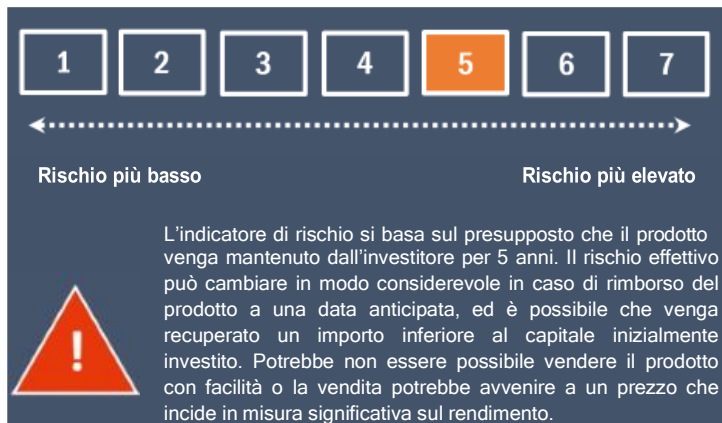 1 2 3 4 5 6 7
Rischio più basso Rischio più elevato
L'indicatore di rischio si basa sul presupposto che il prodotto
venga mantenuto dall'investitore per 5 anni. Il rischio effettivo
può cambiare in modo considerevole in caso di rimborso del
prodotto a una data anticipata, ed è possibile che venga
recuperato un importo inferiore al capitale inizialmente
investito. Potrebbe non essere possibile vendere il prodotto
con facilità o la vendita potrebbe avvenire a un prezzo che
incide in misura significativa sul rendimento.
!